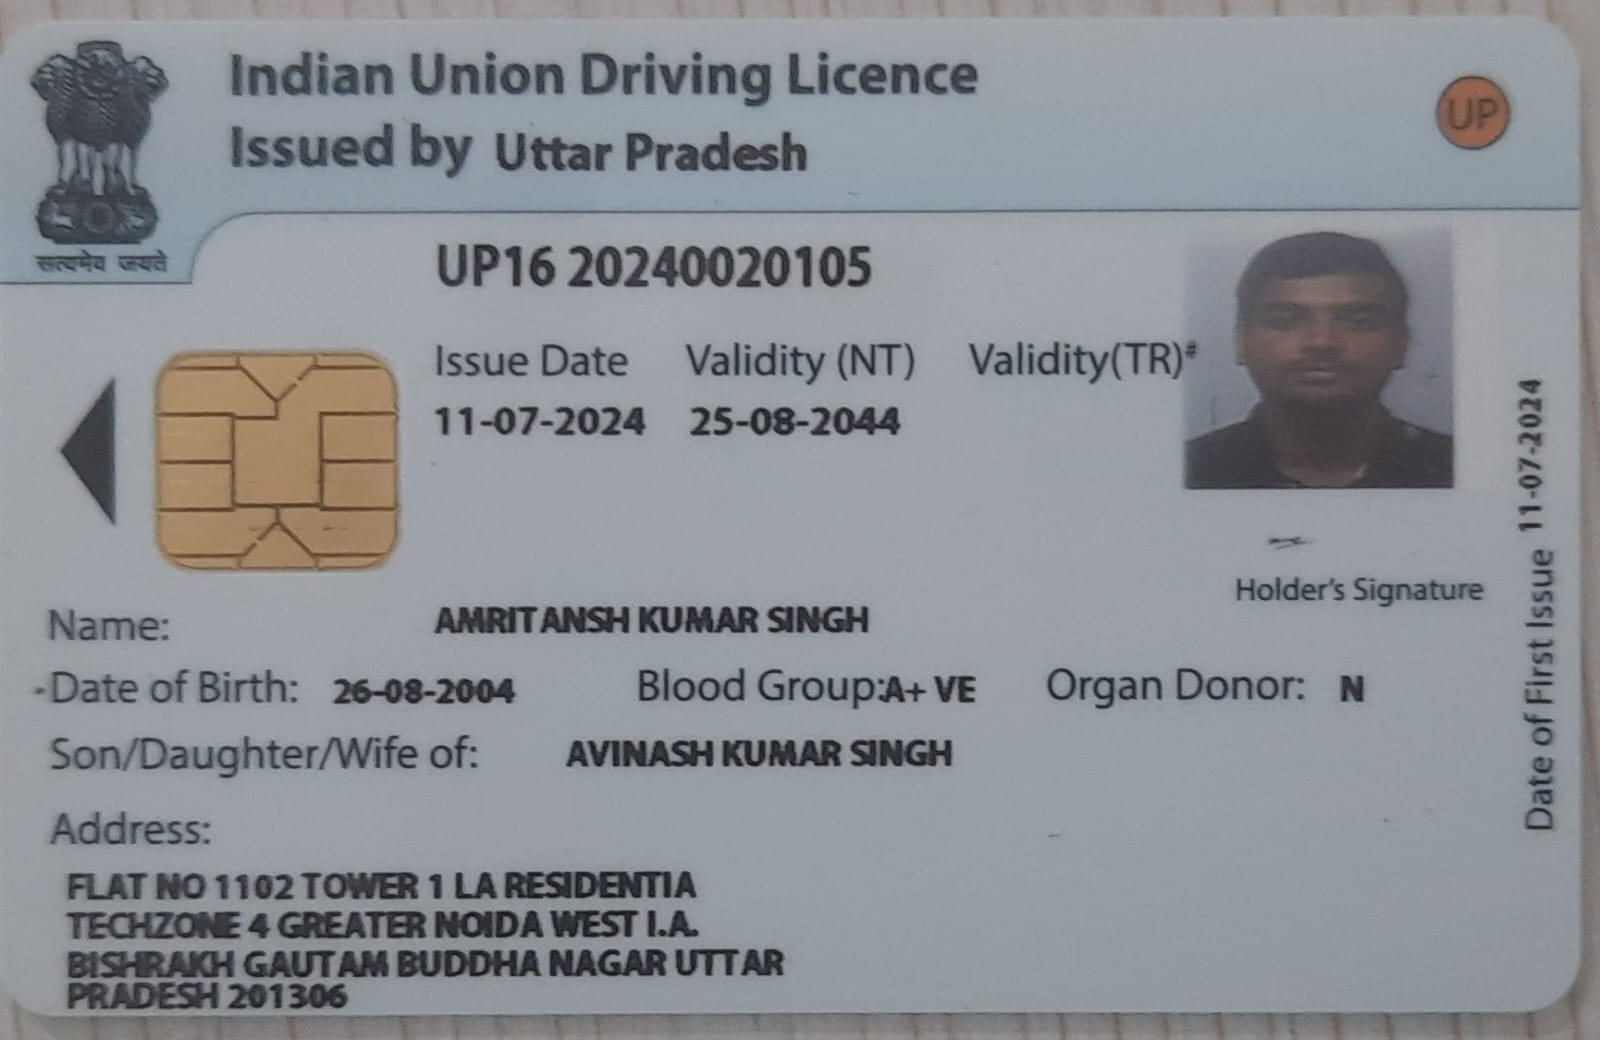 Indian Union Driving Licence
Issued by Uttar Pradesh
UP
सत्यमेव जयते
UP16 20240020105
Issue Date Validity (NT) Validity(TR)#
11-07-2024 25-08-2044
Holder's Signature
Date of First Issue 11-07-2024
Name: AMRITANSH KUMAR SINGH
Date of Birth: 26-08-2004 Blood Group:A+ VE Organ Donor: N
Son/Daughter/Wife of: AVINASH KUMAR SINGH
Address:
FLAT NO 1102 TOWER 1 LA RESIDENTIA
TECHZONE 4 GREATER NOIDA WEST I.A.
BISHRAKH GAUTAM BUDDHA NAGAR UTTAR
PRADESH 201306